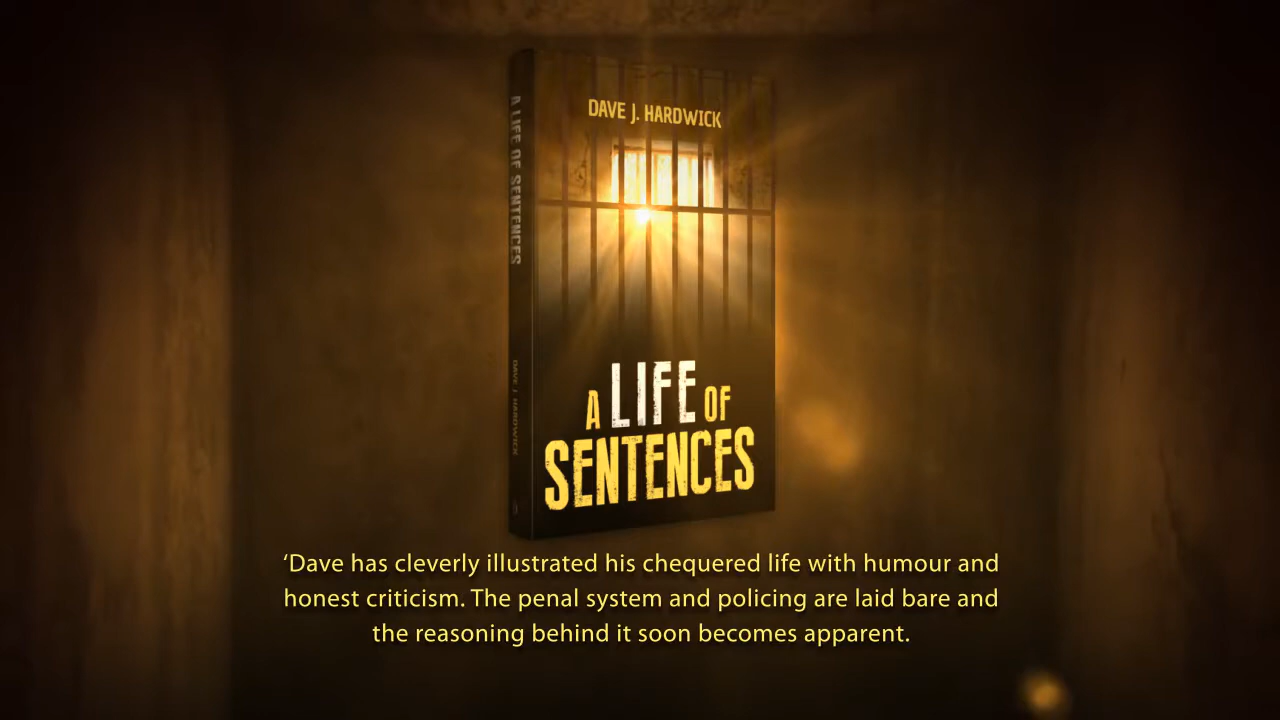 DAVE J. HARDWICK
A LIFE OF
SENTENCES
A LIFE OF SENTENCES
DAVE J. HARDWICK
‘Dave has cleverly illustrated his chequered life with humour and
honest criticism. The penal system and policing are laid bare and
the reasoning behind it soon becomes apparent.